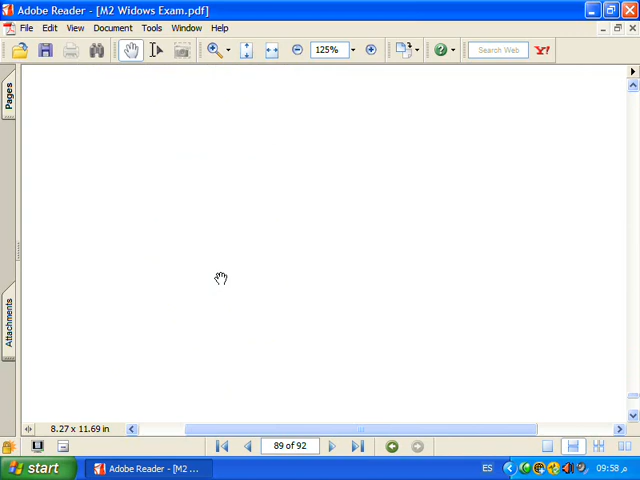 Adobe Reader - [M2 Widows Exam.pdf]
File Edit View Document Tools Window Help
125% Search Web Y!
Pages
Attachments
8.27 x 11.69 in
89 of 92
start Adobe Reader - [M2 ... ES 09:58 م